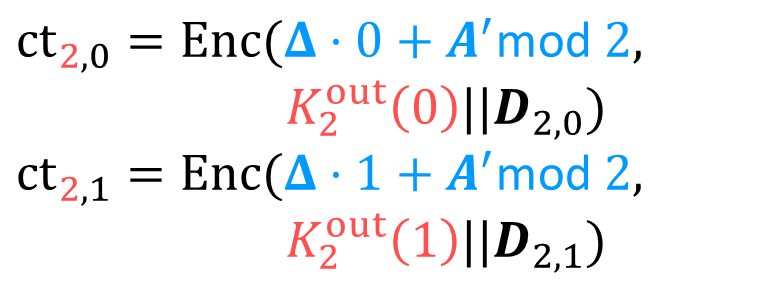 ct₂,₀ = Enc(𝚫 · 0 + 𝑨′mod 2,
𝐾₂ᵒᵘᵗ(0)||𝑫₂,₀)
ct₂,₁ = Enc(𝚫 · 1 + 𝑨′mod 2,
𝐾₂ᵒᵘᵗ(1)||𝑫₂,₁)